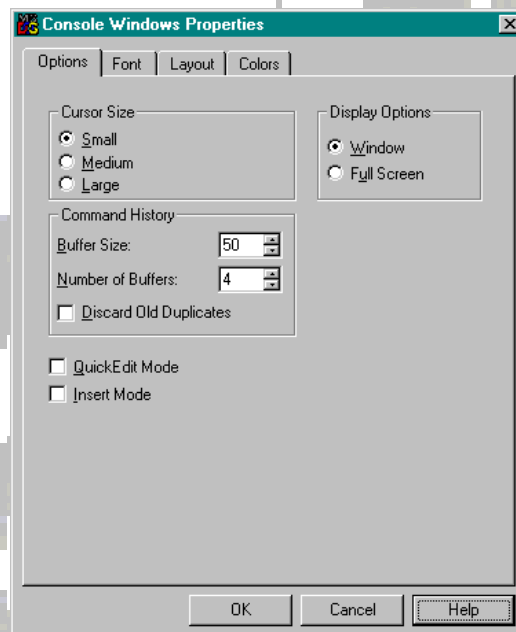 Console Windows Properties
Options Font Layout Colors
Cursor Size
Small
Medium
Large
Display Options
Window
Full Screen
Command History
Buffer Size: 50
Number of Buffers: 4
Discard Old Duplicates
QuickEdit Mode
Insert Mode
OK Cancel Help